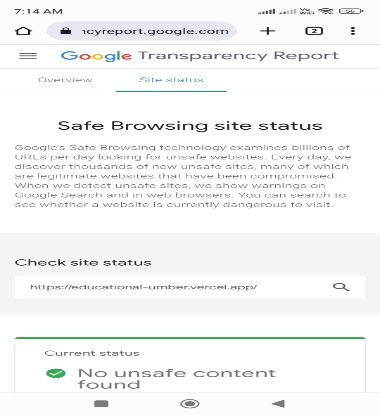 7:14 AM
ıcyreport.google.com
2
Google Transparency Report
Overview
Site status
Safe Browsing site status
Google's Safe Browsing technology examines billions of
URLs per day looking for unsafe websites. Every day, we
discover thousands of new unsafe sites, many of which
are legitimate websites that have been compromised.
When we detect unsafe sites, we show warnings on
Google Search and in web browsers. You can search to
see whether a website is currently dangerous to visit.
Check site status
https://educational-umber.vercel.app/
Current status
No unsafe content
found